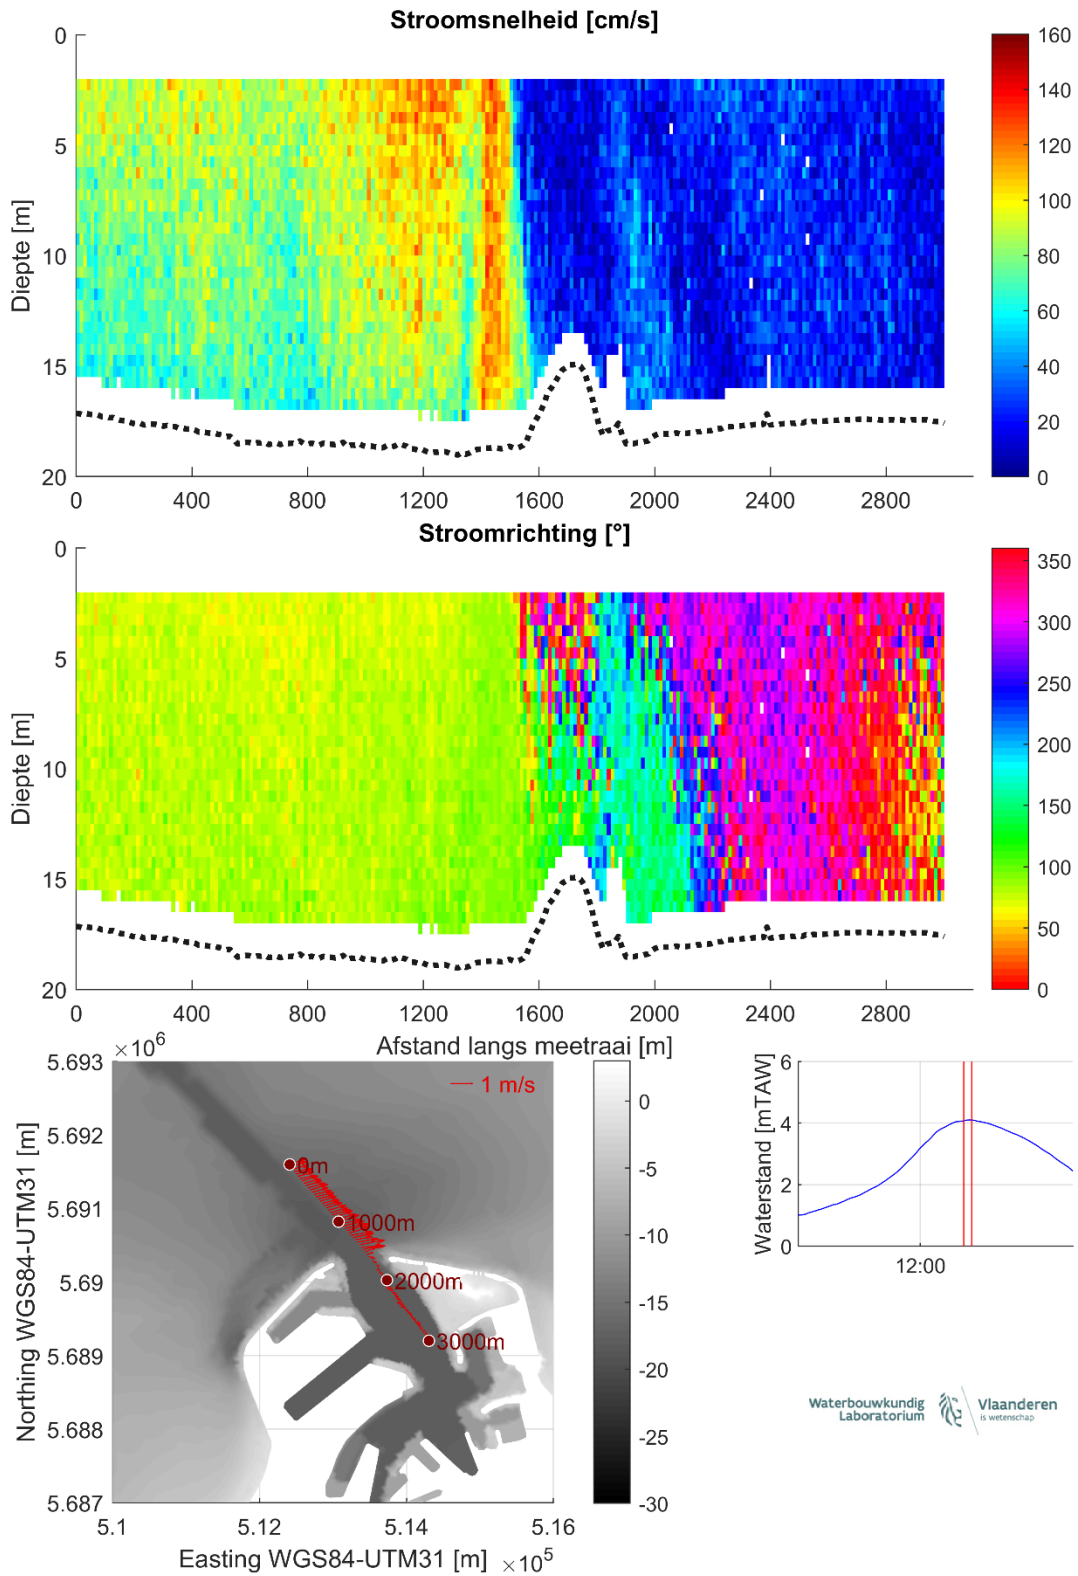 Stroomsnelheid [cm/s]
0
5
10
15
20
Diepte [m]
0 400 800 1200 1600 2000 2400 2800
160
140
120
100
80
60
40
20
0
Stroomrichting [°]
0
5
10
15
20
Diepte [m]
0 400 800 1200 1600 2000 2400 2800
350
300
250
200
150
100
50
0
Afstand langs meetraai [m]
×10⁶
5.693
5.692
5.691
5.69
5.689
5.688
5.687
Northing WGS84-UTM31 [m]
1 m/s
0m
1000m
2000m
3000m
5.1 5.12 5.14 5.16
Easting WGS84-UTM31 [m] ×10⁵
0
-5
-10
-15
-20
-25
-30
Waterstand [mTAW]
6
4
2
0
12:00
Waterbouwkundig
Laboratorium
Vlaanderen
is wetenschap